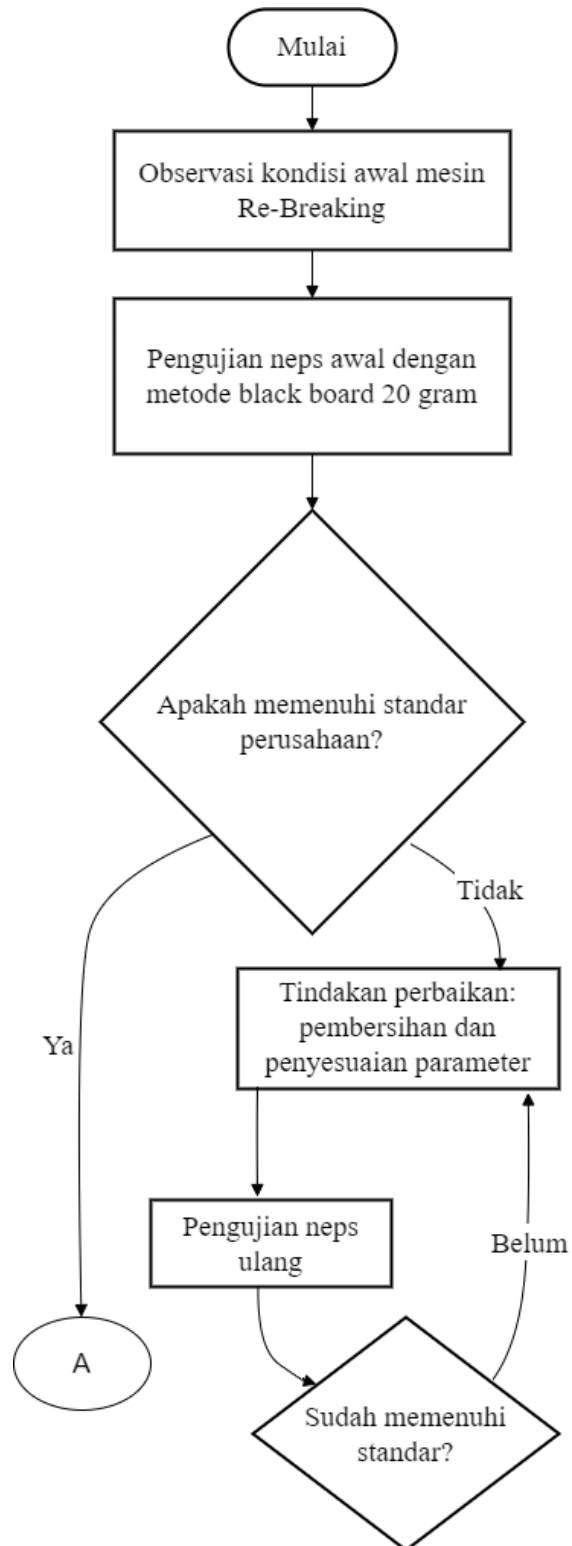 Mulai
Observasi kondisi awal mesin
Re-Breaking
Pengujian neps awal dengan
metode black board 20 gram
Apakah memenuhi standar
perusahaan?
Tidak
Tindakan perbaikan:
pembersihan dan
penyesuaian parameter
Ya
Pengujian neps
ulang
Belum
A
Sudah memenuhi
standar?